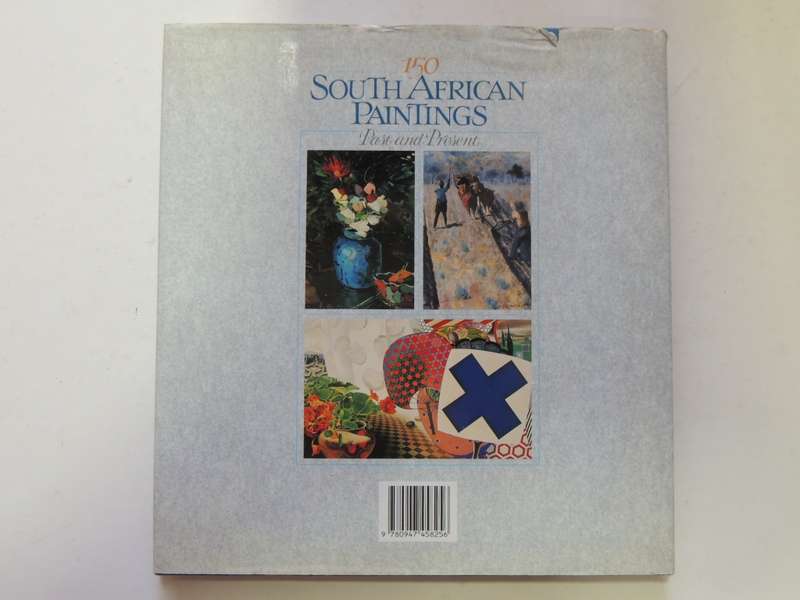 150
SOUTH AFRICAN
PAINTINGS
Past and Present
9 780947 458256